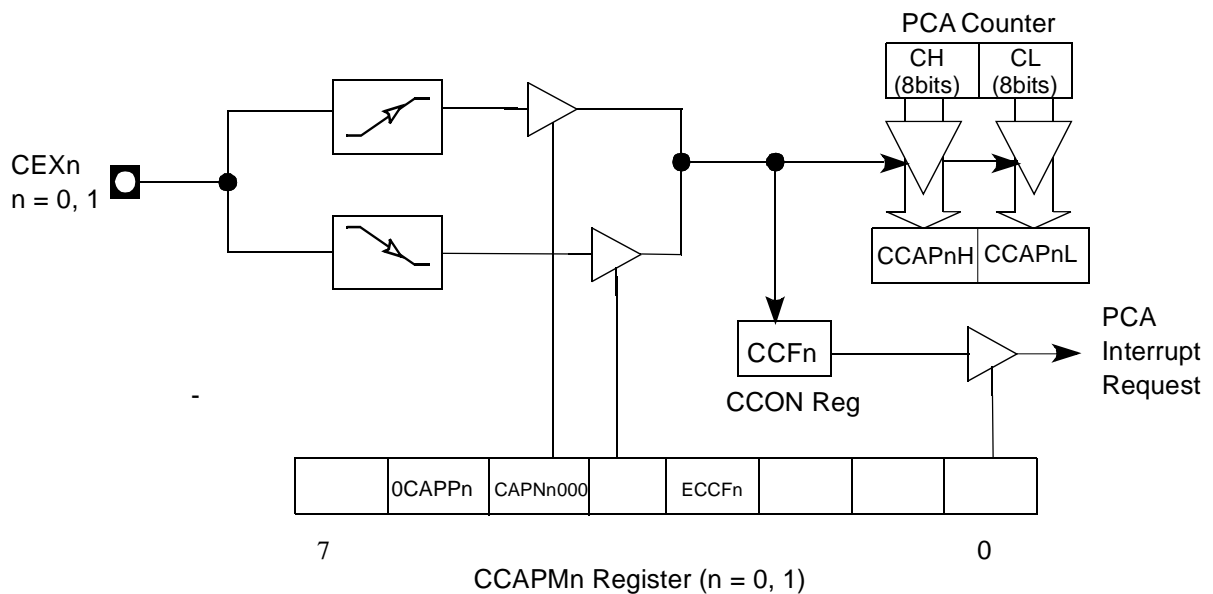 PCA Counter
CH CL
(8bits) (8bits)
CEXn
n = 0, 1
CCAPnH CCAPnL
PCA
Interrupt
Request
CCFn
CCON Reg
-
0CAPPn CAPNn000 ECCFn
7 0
CCAPMn Register (n = 0, 1)